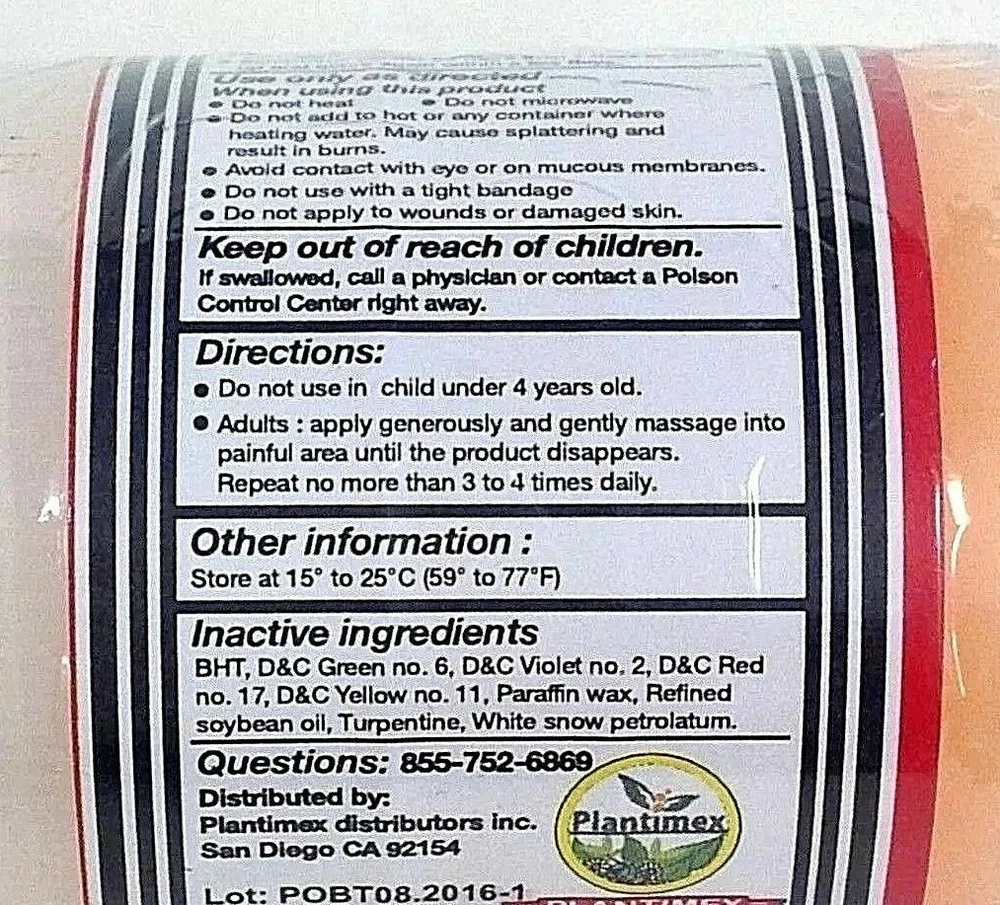 Use only as directed
When using this product
• Do not heat • Do not microwave
• Do not add to hot or any container where
heating water. May cause splattering and
result in burns.
• Avoid contact with eye or on mucous membranes.
• Do not use with a tight bandage
• Do not apply to wounds or damaged skin.
Keep out of reach of children.
If swallowed, call a physician or contact a Poison
Control Center right away.
Directions:
• Do not use in child under 4 years old.
• Adults : apply generously and gently massage into
painful area until the product disappears.
Repeat no more than 3 to 4 times daily.
Other information :
Store at 15° to 25°C (59° to 77°F)
Inactive ingredients
BHT, D&C Green no. 6, D&C Violet no. 2, D&C Red
no. 17, D&C Yellow no. 11, Paraffin wax, Refined
soybean oil, Turpentine, White snow petrolatum.
Questions: 855-752-6869
Distributed by:
Plantimex distributors inc.
San Diego CA 92154
Plantimex
Lot: POBT08.2016-1
PLANTIMEX